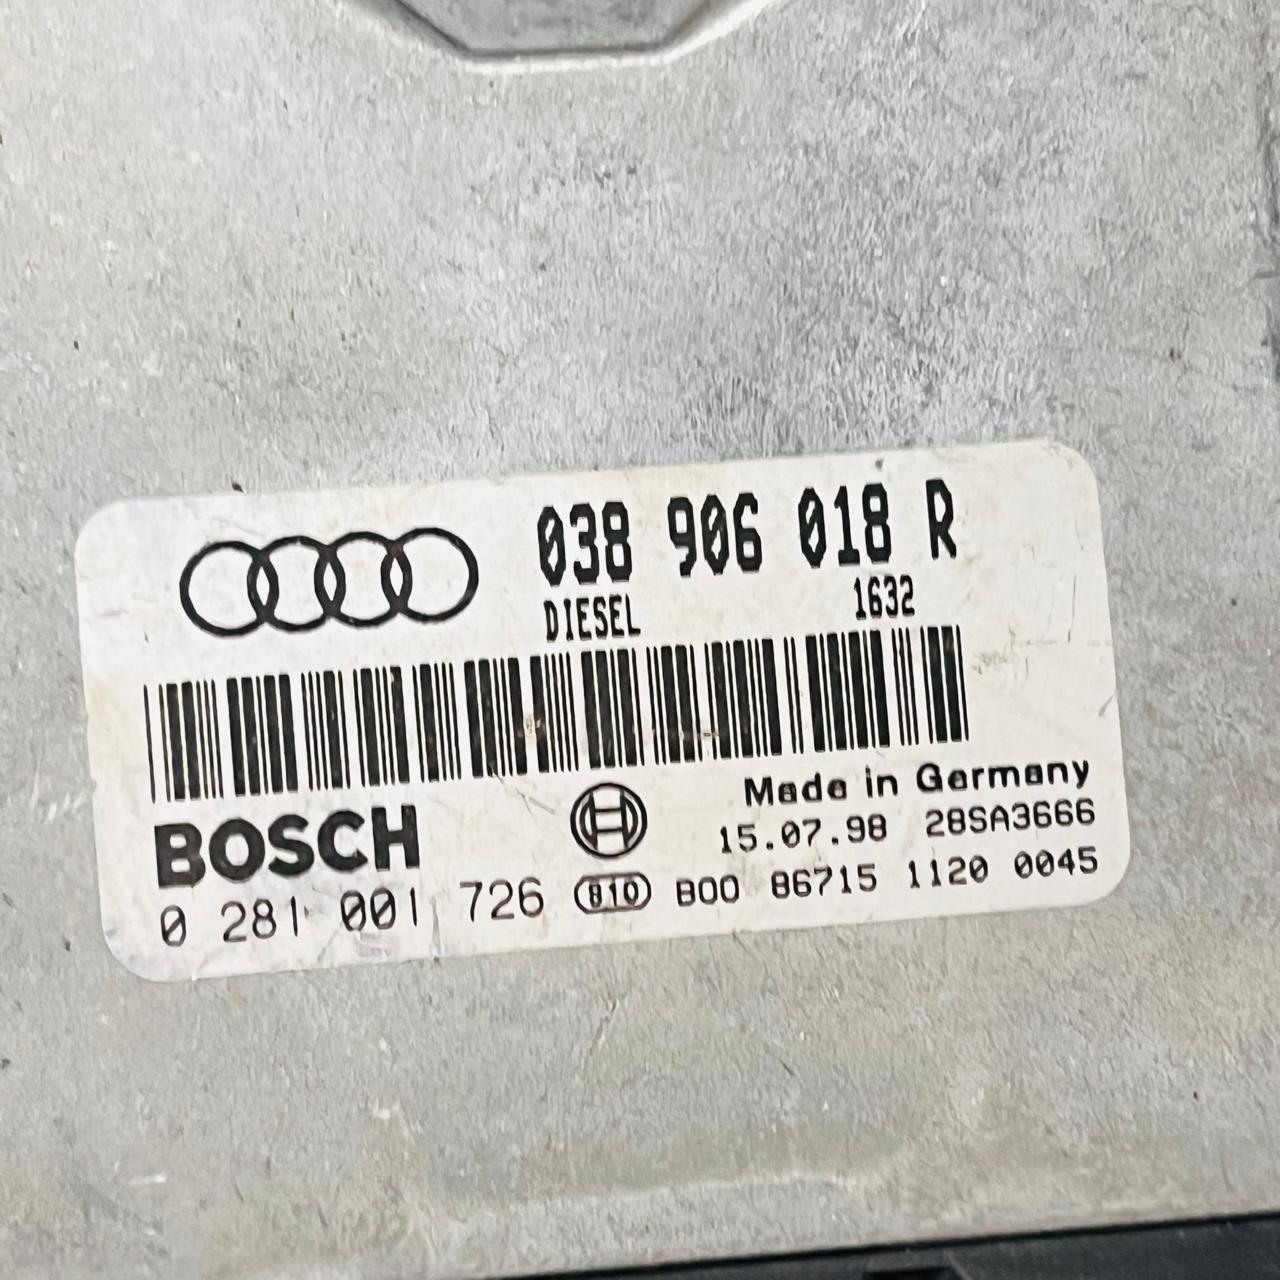 038 906 018 R
DIESEL 1632
BOSCH
Made in Germany
15.07.98 28SA3666
0 281 001 726 810 B00 86715 1120 0045